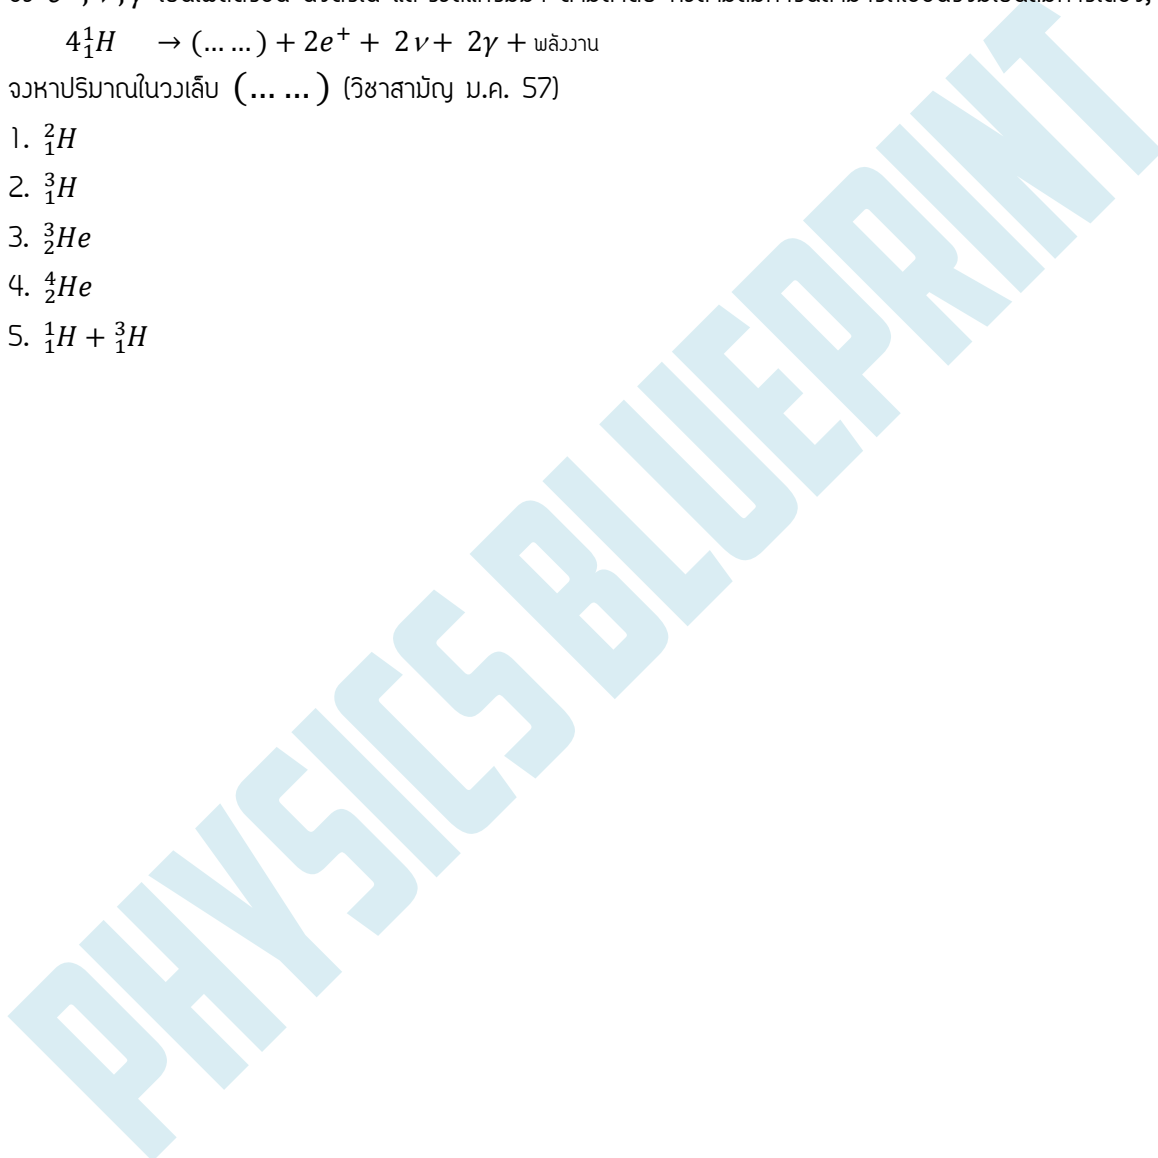 4 ¹₁H → (… …) + 2e⁺ + 2ν + 2γ + พลังงาน
จงหาปริมาณในวงเล็บ (… …) (วิชาสามัญ ม.ค. 57)
1. ²₁H
2. ³₁H
3. ³₂He
4. ⁴₂He
5. ¹₁H + ³₁H
PHYSICS BLUEPRINT